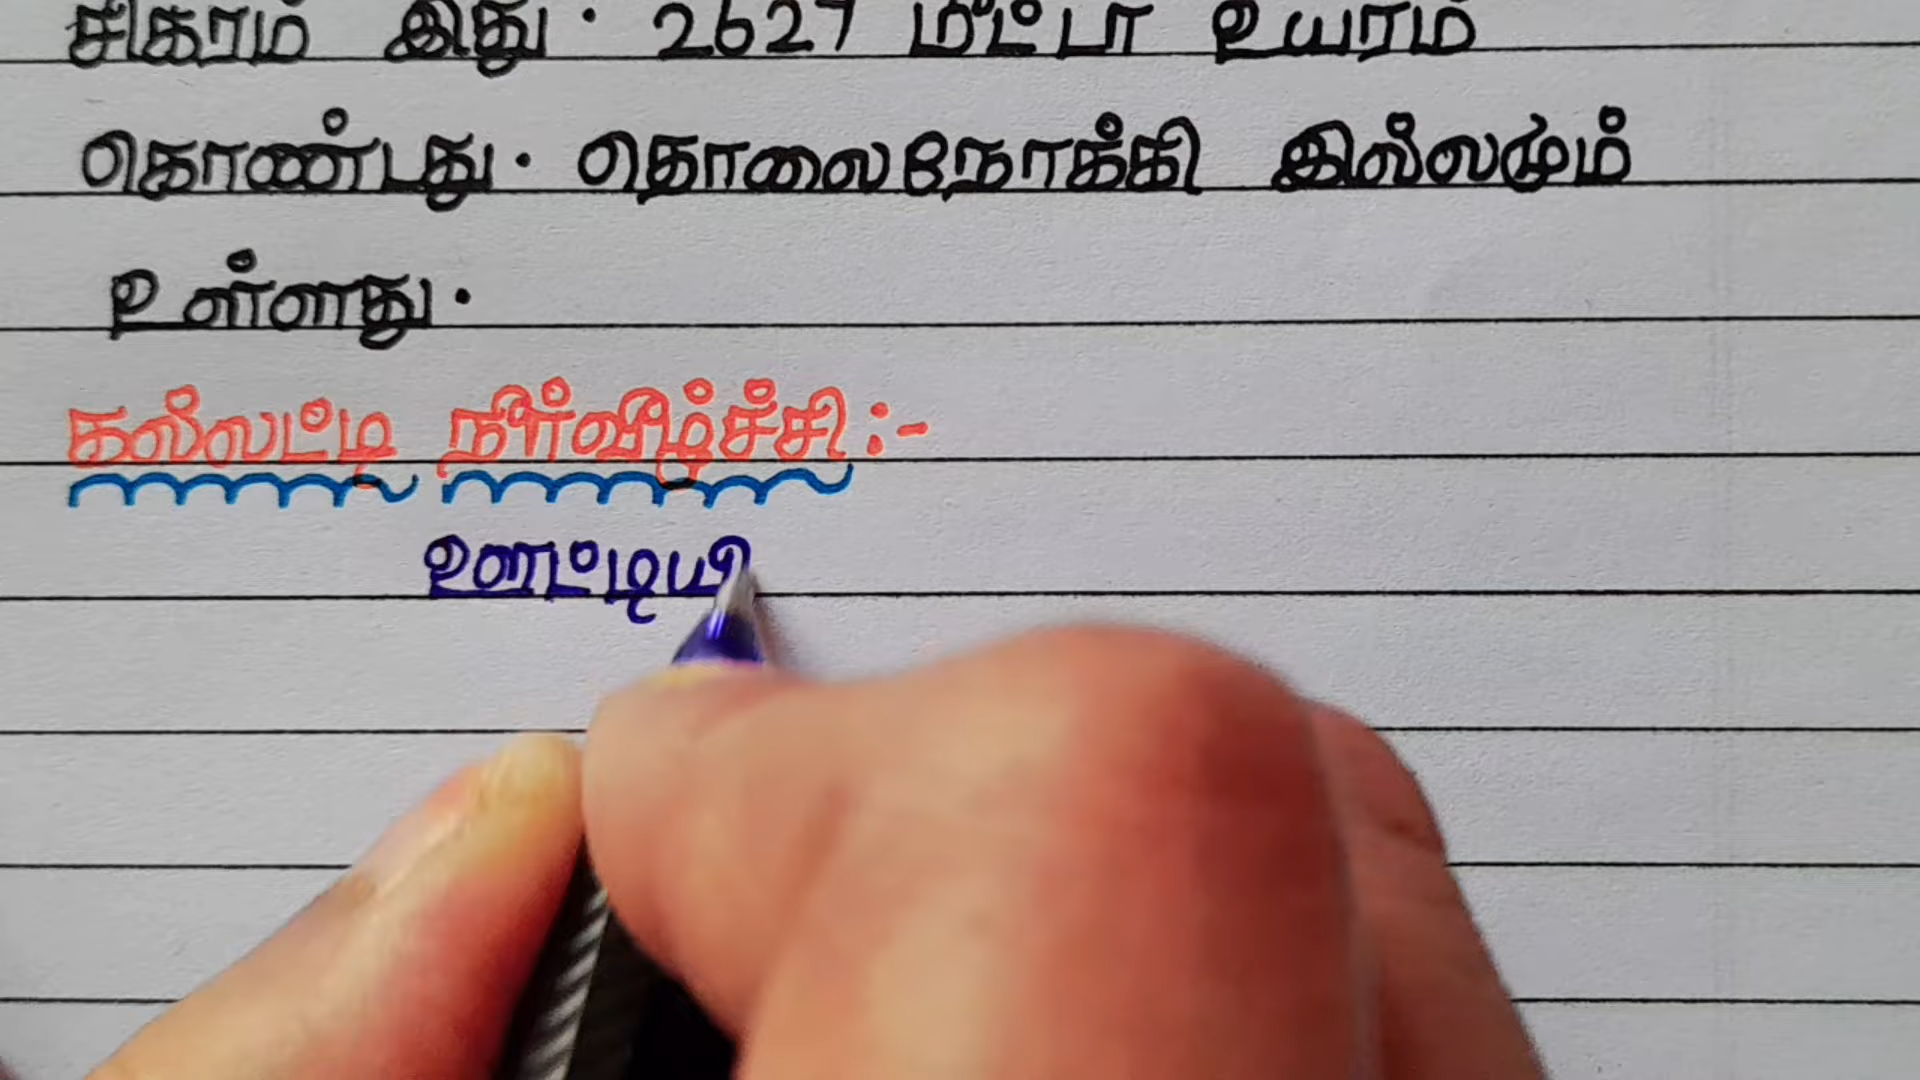 சிகரம் இது. 2627 மீட்டர் உயரம்
கொண்டது. தொலைநோக்கி இல்லமும்
உள்ளது.
கல்லட்டி நீர்வீழ்ச்சி:-
ஊட்டியி